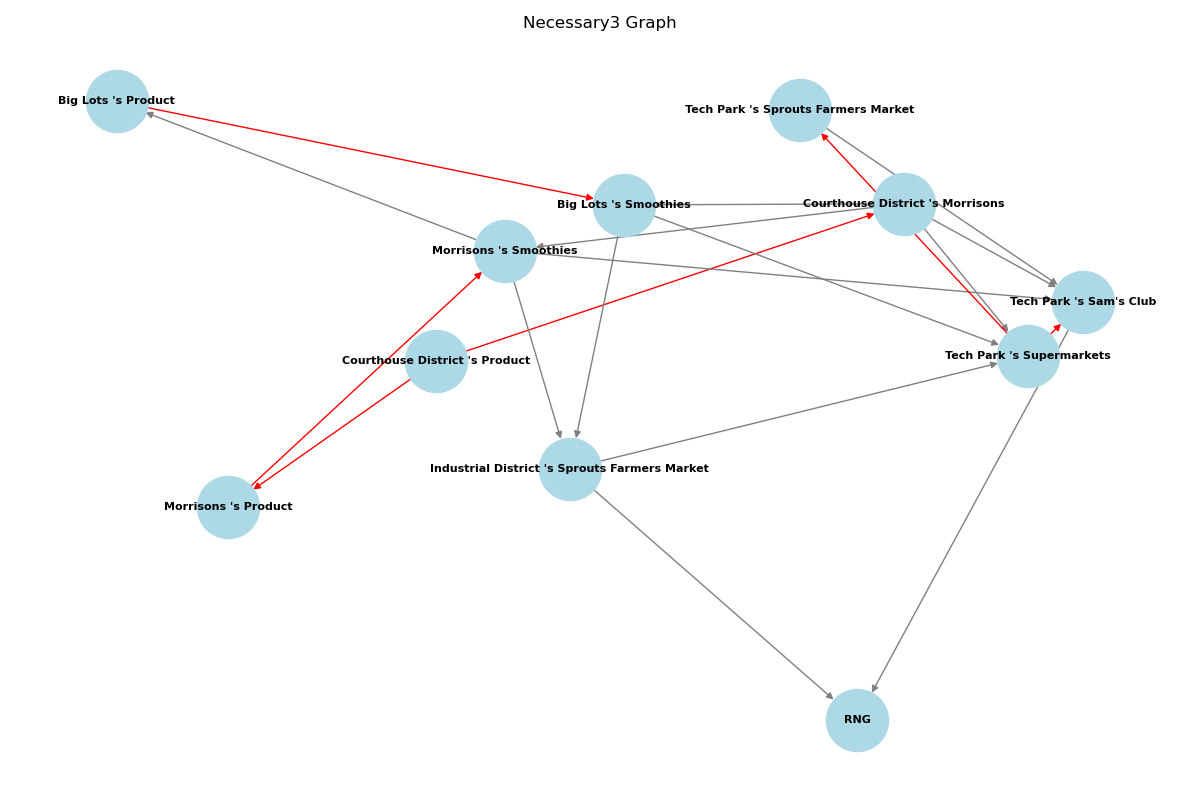 Necessary3 Graph
Big Lots 's Product
Tech Park 's Sprouts Farmers Market
Big Lots 's Smoothies
Courthouse District 's Morrisons
Morrisons 's Smoothies
Tech Park 's Sam's Club
Courthouse District 's Product
Tech Park 's Supermarkets
Industrial District 's Sprouts Farmers Market
Morrisons 's Product
RNG